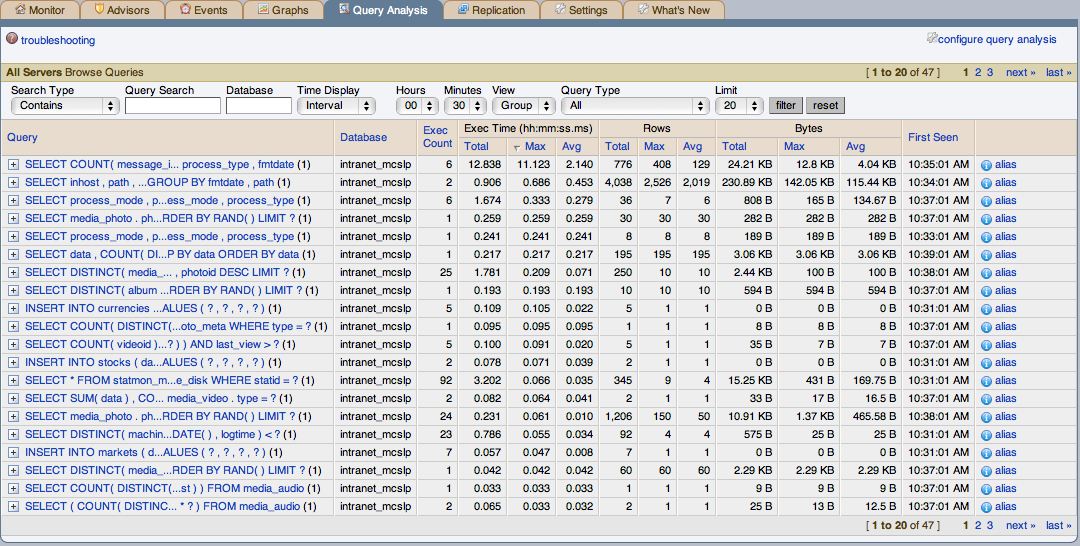 Monitor Advisors Events Graphs Query Analysis Replication Settings What's New
troubleshooting configure query analysis
All Servers Browse Queries [ 1 to 20 of 47 ] 1 2 3 next » last »
Search Type Query Search Database Time Display Hours Minutes View Query Type Limit
Contains Interval 00 30 Group All 20 filter reset
Query Database Exec Count Exec Time (hh:mm:ss.ms) Rows Bytes First Seen
Total Max Avg Total Max Avg Total Max Avg
SELECT COUNT( message_i... process_type , fmtdate (1) intranet_mcslp 6 12.838 11.123 2.140 776 408 129 24.21 KB 12.8 KB 4.04 KB 10:35:01 AM alias
SELECT inhost , path , ...GROUP BY fmtdate , path (1) intranet_mcslp 2 0.906 0.686 0.453 4,038 2,526 2,019 230.89 KB 142.05 KB 115.44 KB 10:34:01 AM alias
SELECT process_mode , p...ess_mode , process_type (1) intranet_mcslp 6 1.674 0.333 0.279 36 7 6 808 B 165 B 134.67 B 10:37:01 AM alias
SELECT media_photo . ph...RDER BY RAND( ) LIMIT ? (1) intranet_mcslp 1 0.259 0.259 0.259 30 30 30 282 B 282 B 282 B 10:37:01 AM alias
SELECT process_mode , p...ess_mode , process_type (1) intranet_mcslp 1 0.241 0.241 0.241 8 8 8 189 B 189 B 189 B 10:33:01 AM alias
SELECT data , COUNT( DI...P BY data ORDER BY data (1) intranet_mcslp 1 0.217 0.217 0.217 195 195 195 3.06 KB 3.06 KB 3.06 KB 10:39:01 AM alias
SELECT DISTINCT( media_... , photoid DESC LIMIT ? (1) intranet_mcslp 25 1.781 0.209 0.071 250 10 10 2.44 KB 100 B 100 B 10:38:01 AM alias
SELECT DISTINCT( album ...RDER BY RAND( ) LIMIT ? (1) intranet_mcslp 1 0.193 0.193 0.193 10 10 10 594 B 594 B 594 B 10:37:01 AM alias
INSERT INTO currencies ...ALUES ( ? , ? , ? , ? ) (1) intranet_mcslp 5 0.109 0.105 0.022 5 1 1 0 B 0 B 0 B 10:31:01 AM alias
SELECT COUNT( DISTINCT(...oto_meta WHERE type = ? (1) intranet_mcslp 1 0.095 0.095 0.095 1 1 1 8 B 8 B 8 B 10:37:01 AM alias
SELECT COUNT( videoid )...? ) ) AND last_view > ? (1) intranet_mcslp 5 0.100 0.091 0.020 5 1 1 35 B 7 B 7 B 10:37:01 AM alias
INSERT INTO stocks ( da...ALUES ( ? , ? , ? , ? ) (1) intranet_mcslp 2 0.078 0.071 0.039 2 1 1 0 B 0 B 0 B 10:31:01 AM alias
SELECT * FROM statmon_m...e_disk WHERE statid = ? (1) intranet_mcslp 92 3.202 0.066 0.035 345 9 4 15.25 KB 431 B 169.75 B 10:31:01 AM alias
SELECT SUM( data ) , CO... media_video . type = ? (1) intranet_mcslp 2 0.082 0.064 0.041 2 1 1 33 B 17 B 16.5 B 10:37:01 AM alias
SELECT media_photo . ph...RDER BY RAND( ) LIMIT ? (1) intranet_mcslp 24 0.231 0.061 0.010 1,206 150 50 10.91 KB 1.37 KB 465.58 B 10:38:01 AM alias
SELECT DISTINCT( machin...DATE( ) , logtime ) < ? (1) intranet_mcslp 23 0.786 0.055 0.034 92 4 4 575 B 25 B 25 B 10:31:01 AM alias
INSERT INTO markets ( d...ALUES ( ? , ? , ? , ? ) (1) intranet_mcslp 7 0.057 0.047 0.008 7 1 1 0 B 0 B 0 B 10:31:01 AM alias
SELECT DISTINCT( media_...RDER BY RAND( ) LIMIT ? (1) intranet_mcslp 1 0.042 0.042 0.042 60 60 60 2.29 KB 2.29 KB 2.29 KB 10:37:01 AM alias
SELECT COUNT( DISTINCT(...st ) ) FROM media_audio (1) intranet_mcslp 1 0.033 0.033 0.033 1 1 1 9 B 9 B 9 B 10:37:01 AM alias
SELECT ( COUNT( DISTINC... * ? ) FROM media_audio (1) intranet_mcslp 2 0.065 0.033 0.032 2 1 1 25 B 13 B 12.5 B 10:37:01 AM alias
[ 1 to 20 of 47 ] 1 2 3 next » last »